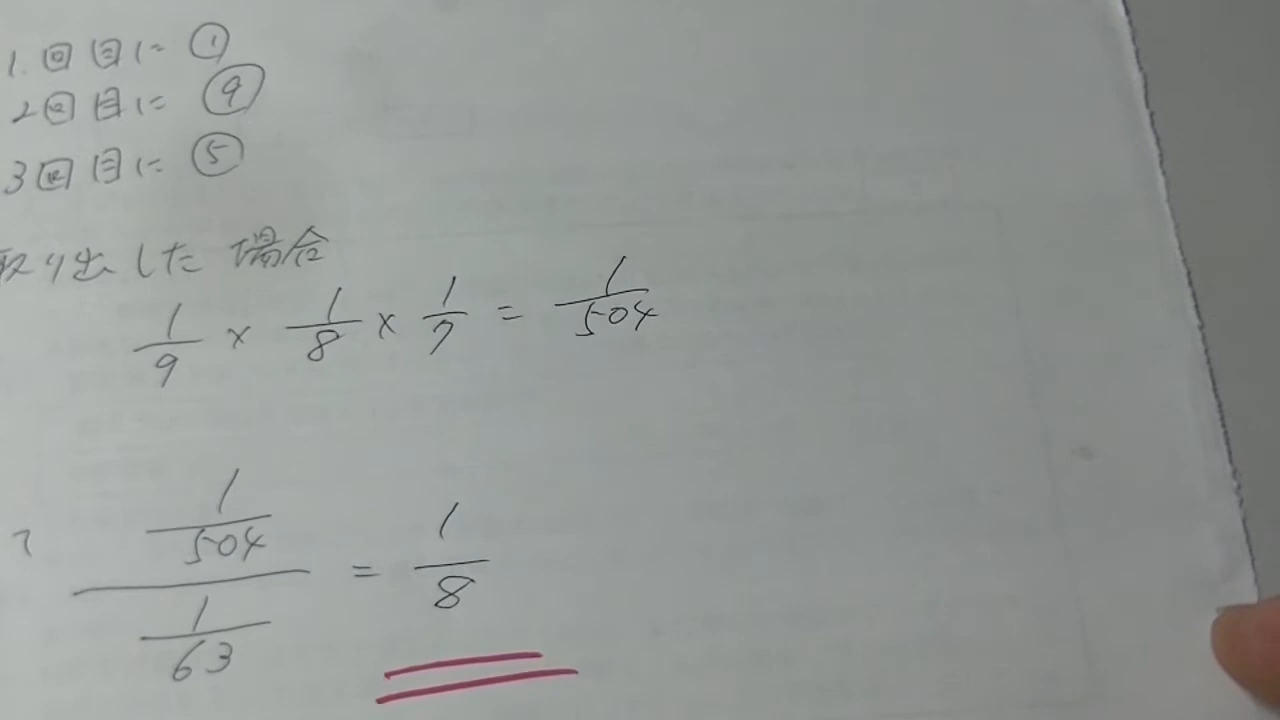 1回目に ①
2回目に ⑨
3回目に ⑤
取り出した場合
1/9 × 1/8 × 1/7 = 1/504
(1/504)/(1/63) = 1/8